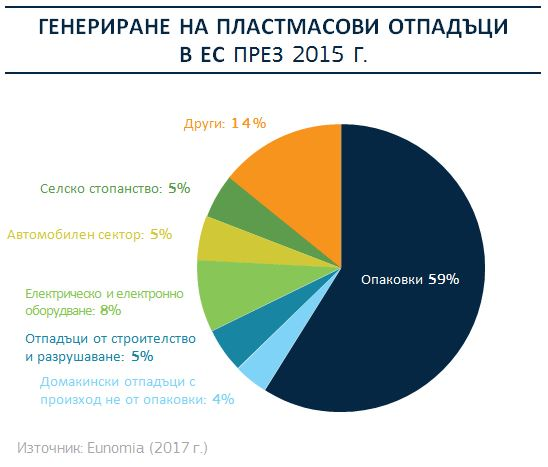 ГЕНЕРИРАНЕ НА ПЛАСТМАСОВИ ОТПАДЪЦИ
В ЕС ПРЕЗ 2015 Г.
Други: 14%
Селско стопанство: 5%
Автомобилен сектор: 5%
Опаковки 59%
Електрическо и електронно
оборудване: 8%
Отпадъци от строителство
и разрушаване: 5%
Домакински отпадъци с
произход не от опаковки: 4%
Източник: Eunomia (2017 г.)